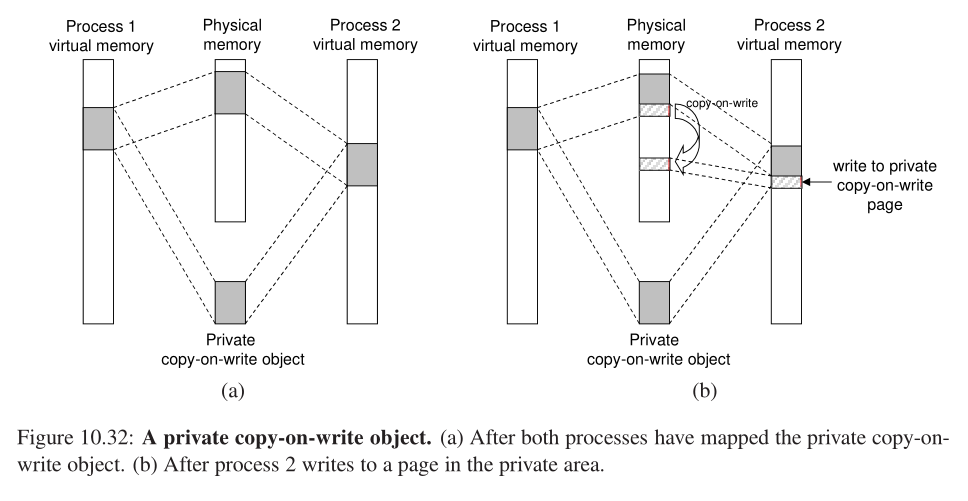 Process 1
virtual memory
Physical
memory
Process 2
virtual memory
Private
copy-on-write object
(a)
Process 1
virtual memory
Physical
memory
Process 2
virtual memory
copy-on-write
write to private
copy-on-write
page
Private
copy-on-write object
(b)
Figure 10.32: A private copy-on-write object. (a) After both processes have mapped the private copy-on-
write object. (b) After process 2 writes to a page in the private area.